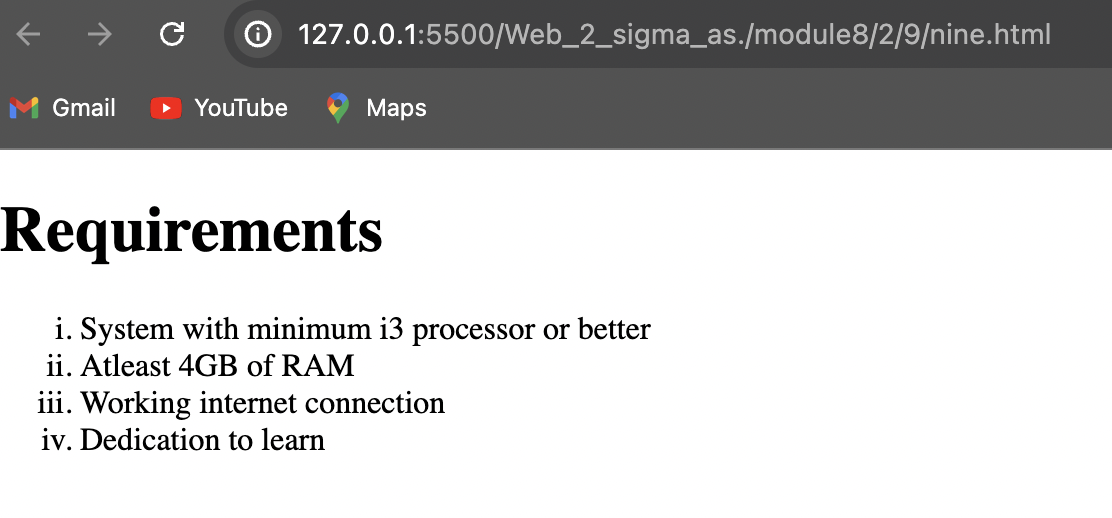 127.0.0.1:5500/Web_2_sigma_as./module8/2/9/nine.html
Gmail YouTube Maps
Requirements
i. System with minimum i3 processor or better
ii. Atleast 4GB of RAM
iii. Working internet connection
iv. Dedication to learn